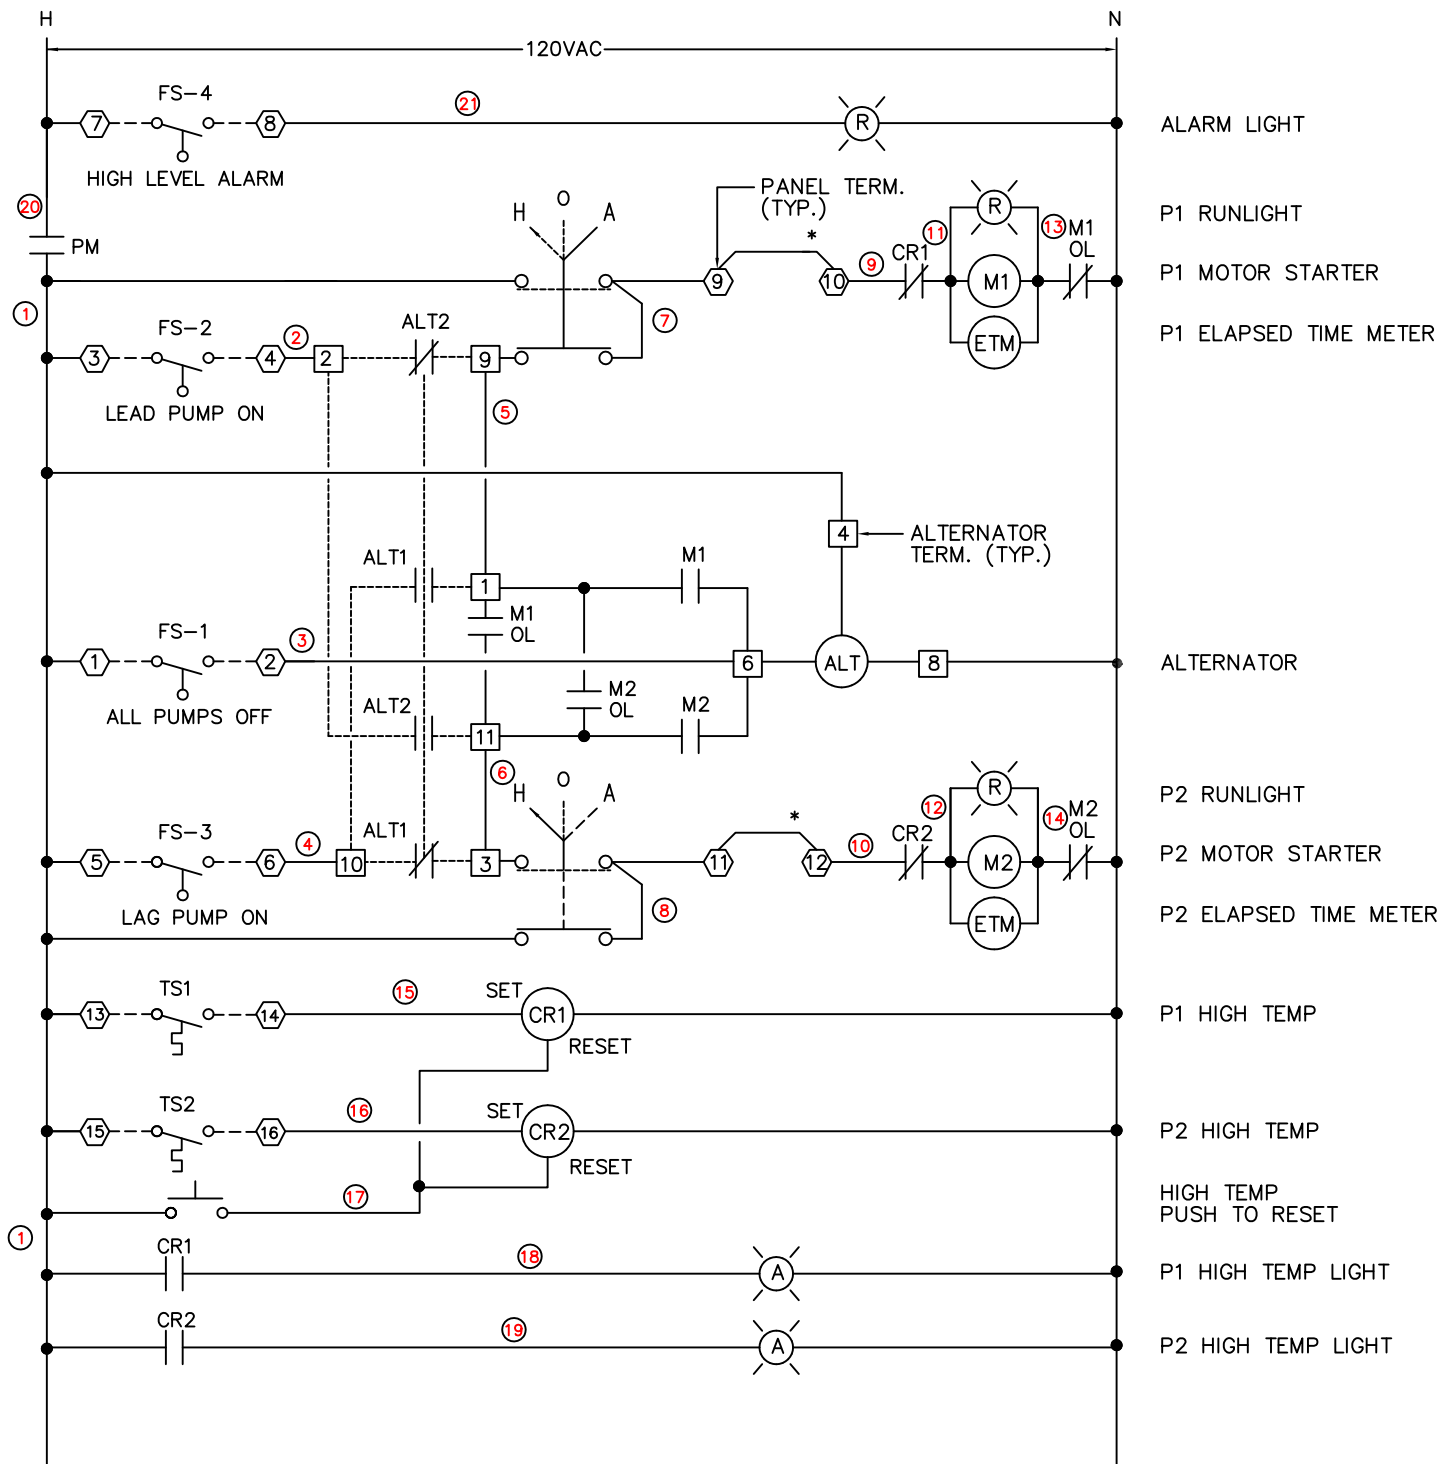 H
N
120VAC
FS-4
21
7
8
R
ALARM LIGHT
HIGH LEVEL ALARM
20
PM
H
O
A
PANEL TERM.
(TYP.)
*
9
10
9
CR1
11
R
13
M1
OL
P1 RUNLIGHT
M1
P1 MOTOR STARTER
ETM
P1 ELAPSED TIME METER
1
7
FS-2
3
4
2
2
ALT2
9
LEAD PUMP ON
5
4
ALTERNATOR
TERM. (TYP.)
ALT1
1
M1
OL
M1
FS-1
1
2
3
6
ALT
8
ALTERNATOR
ALL PUMPS OFF
M2
OL
ALT2
11
M2
6
H
O
A
*
R
12
14
M2
OL
P2 RUNLIGHT
FS-3
5
6
4
10
ALT1
3
11
12
10
CR2
M2
P2 MOTOR STARTER
LAG PUMP ON
8
ETM
P2 ELAPSED TIME METER
TS1
13
14
15
SET
CR1
RESET
P1 HIGH TEMP
TS2
15
16
16
SET
CR2
RESET
P2 HIGH TEMP
17
HIGH TEMP
PUSH TO RESET
1
CR1
18
A
P1 HIGH TEMP LIGHT
CR2
19
A
P2 HIGH TEMP LIGHT